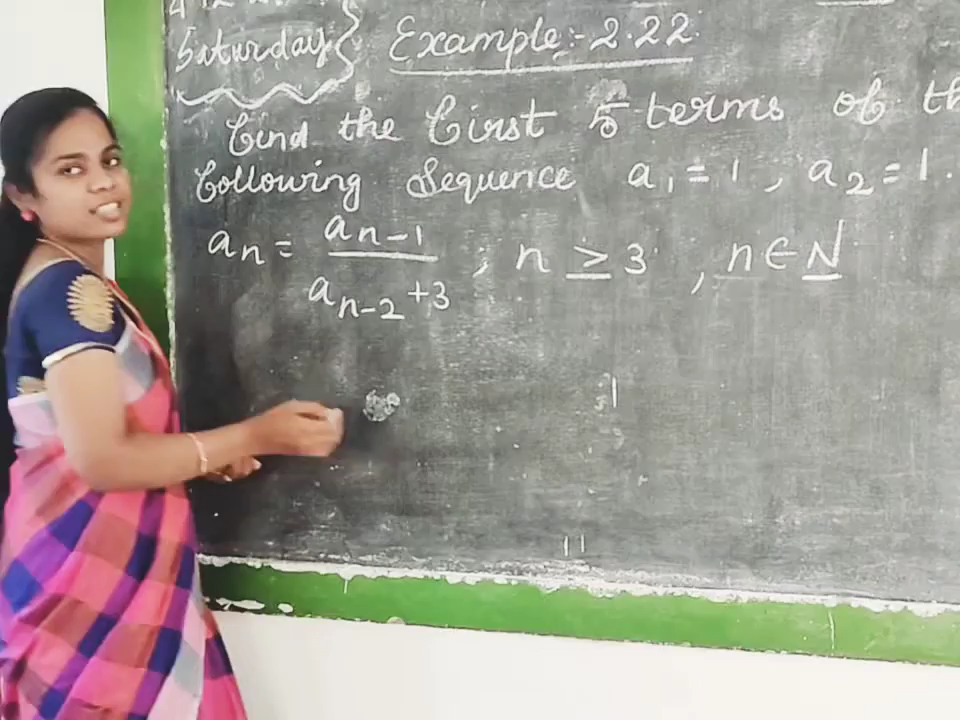 Saturday
Example:- 2.22
Find the first 5 terms of th
following Sequence a₁ = 1, a₂ = 1.
aₙ = aₙ₋₁ / aₙ₋₂ + 3 ; n ≥ 3 , n ∈ N